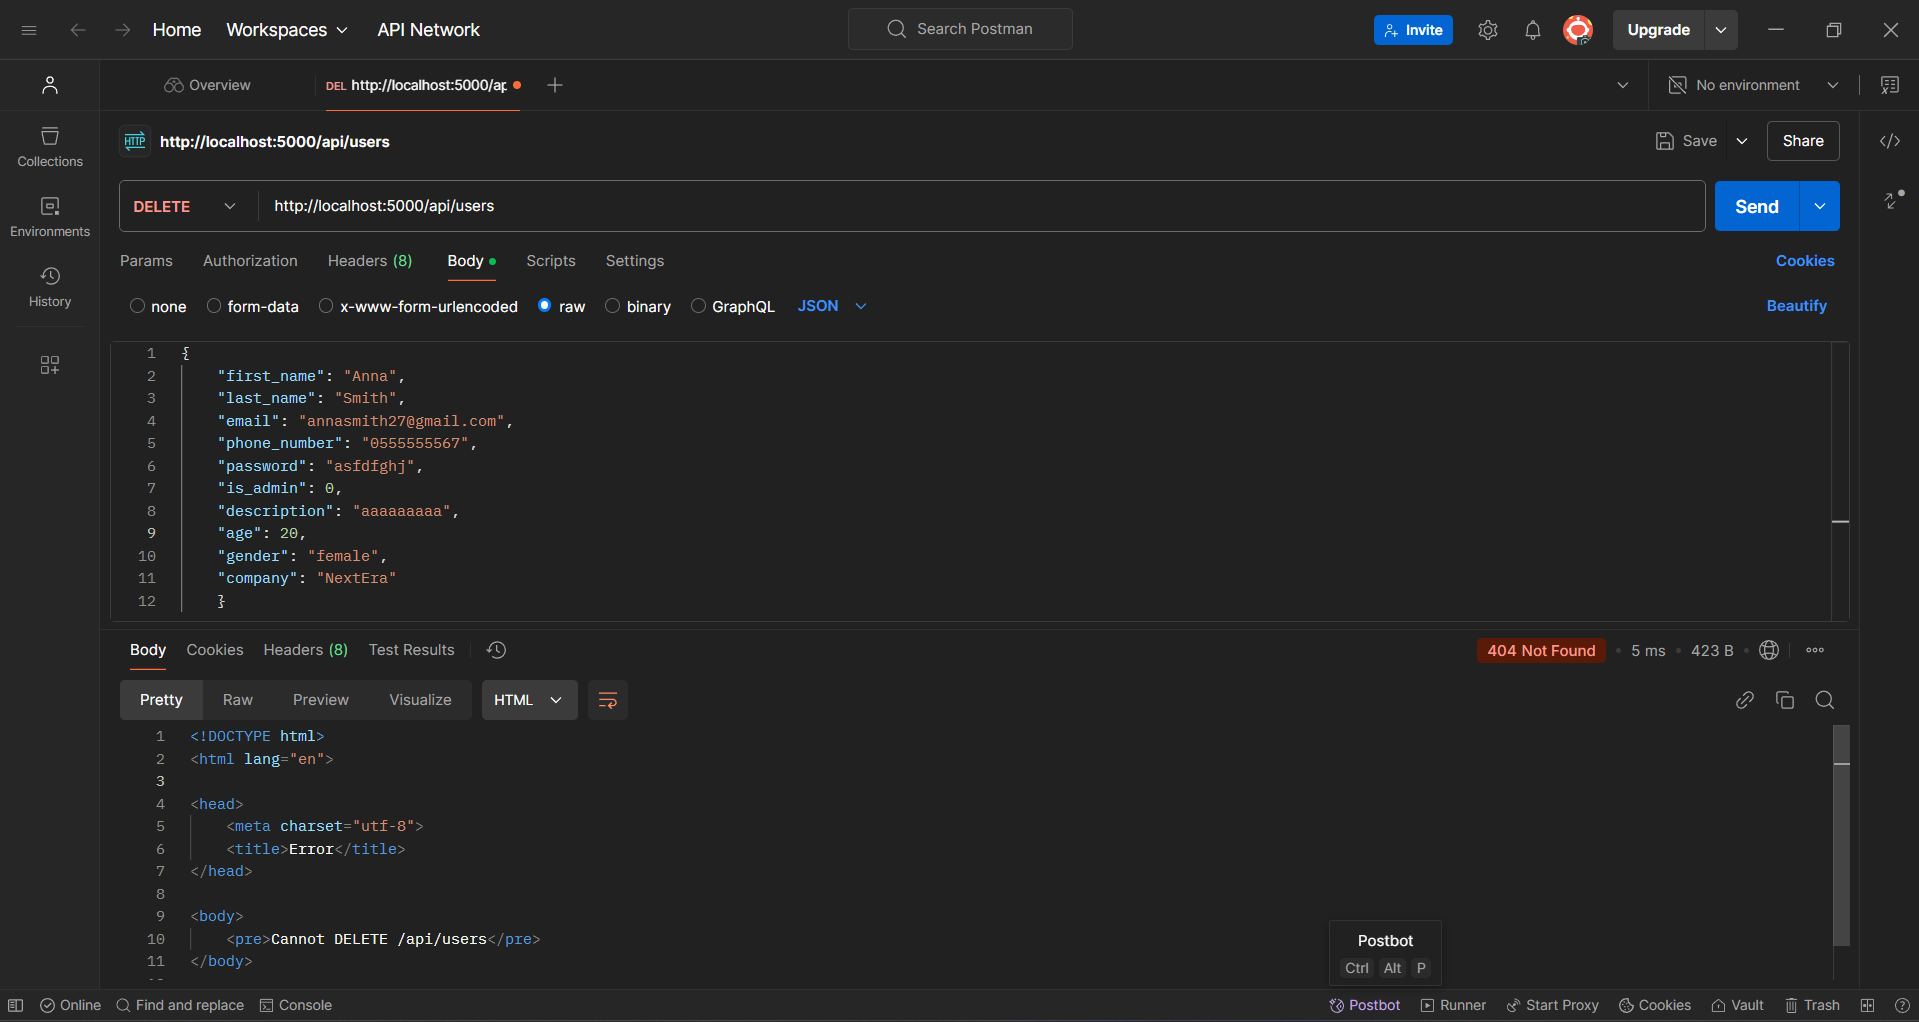 Home Workspaces API Network Search Postman Invite Upgrade
Overview DEL http://localhost:5000/ap No environment
HTTP http://localhost:5000/api/users Save Share
Collections
DELETE http://localhost:5000/api/users Send
Environments
Params Authorization Headers (8) Body Scripts Settings Cookies
History
none form-data x-www-form-urlencoded raw binary GraphQL JSON Beautify
1 {
2 "first_name": "Anna",
3 "last_name": "Smith",
4 "email": "annasmith27@gmail.com",
5 "phone_number": "0555555567",
6 "password": "asfdfghj",
7 "is_admin": 0,
8 "description": "aaaaaaaaa",
9 "age": 20,
10 "gender": "female",
11 "company": "NextEra"
12 }
Body Cookies Headers (8) Test Results 404 Not Found 5 ms 423 B
Pretty Raw Preview Visualize HTML
1 <!DOCTYPE html>
2 <html lang="en">
3
4 <head>
5 <meta charset="utf-8">
6 <title>Error</title>
7 </head>
8
9 <body>
10 <pre>Cannot DELETE /api/users</pre>
11 </body>
Postbot
Ctrl Alt P
Online Find and replace Console Postbot Runner Start Proxy Cookies Vault Trash